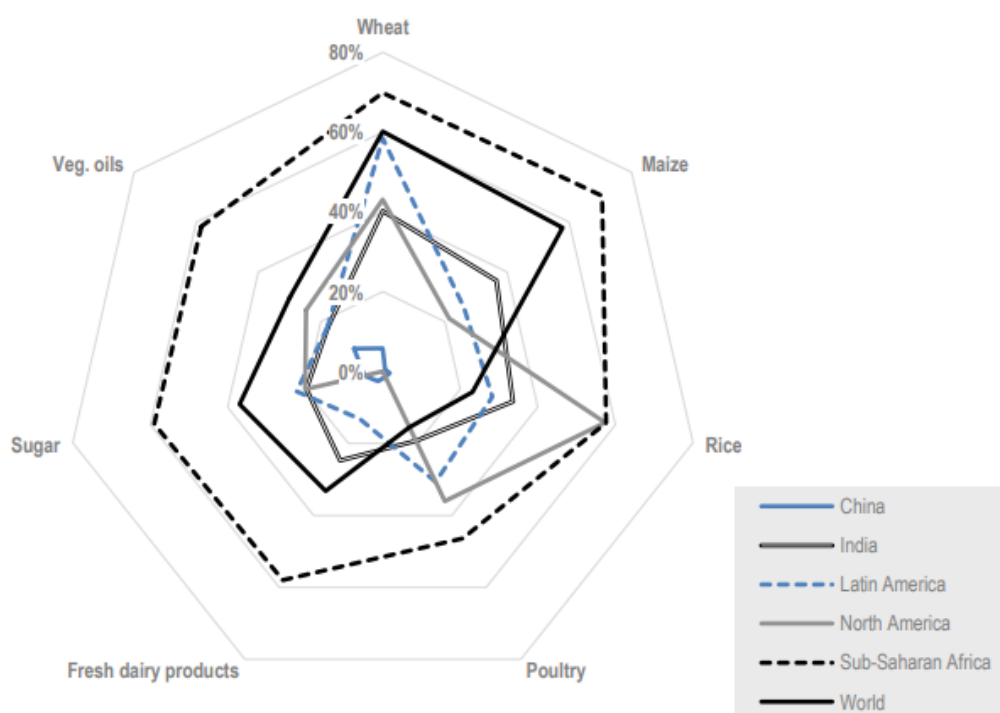 Wheat
80%
60%
Veg. oils
Maize
40%
20%
0%
Sugar
Rice
Fresh dairy products
Poultry
China
India
Latin America
North America
Sub-Saharan Africa
World